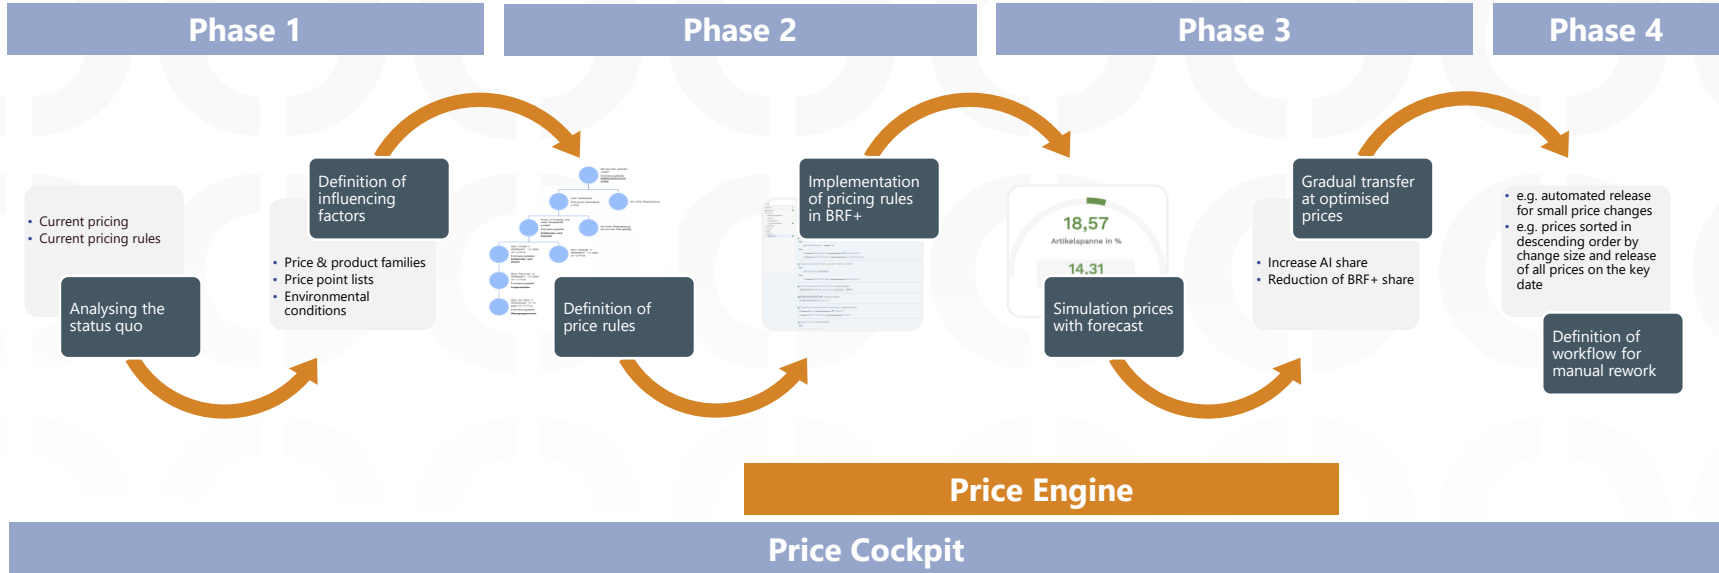 Phase 1
Phase 2
Phase 3
Phase 4
• Current pricing
• Current pricing rules
Analysing the
status quo
Definition of
influencing
factors
• Price & product families
• Price point lists
• Environmental
conditions
Definition of
price rules
Implementation
of pricing rules
in BRF+
18,57
Artikelspanne in %
14.31
Simulation prices
with forecast
Gradual transfer
at optimised
prices
• Increase AI share
• Reduction of BRF+ share
• e.g. automated release
for small price changes
• e.g. prices sorted in
descending order by
change size and release
of all prices on the key
date
Definition of
workflow for
manual rework
Price Engine
Price Cockpit